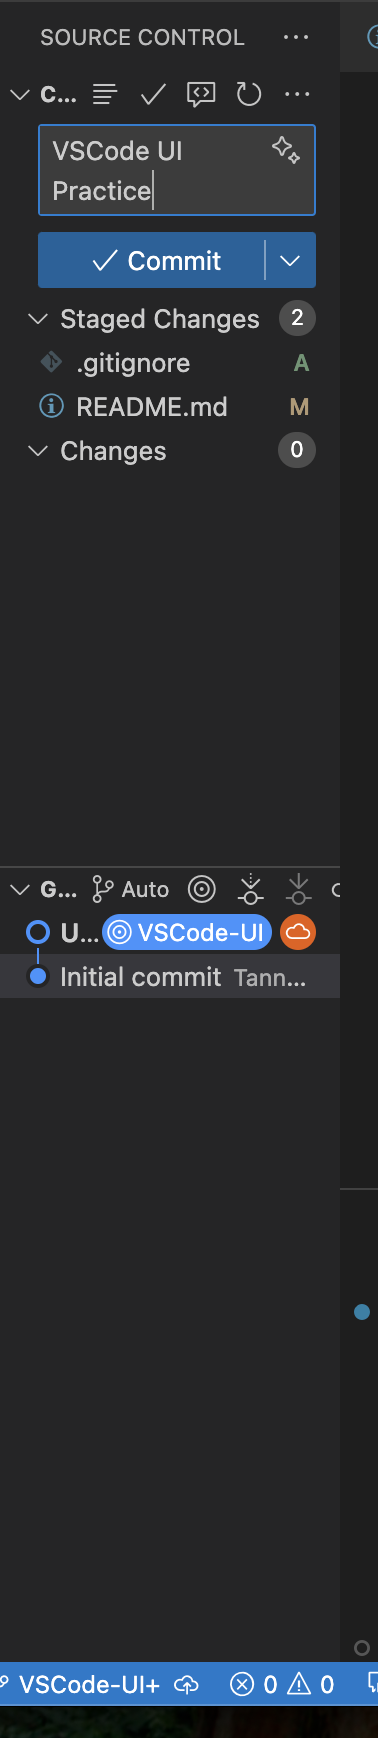 SOURCE CONTROL
C...
VSCode UI
Practice
Commit
Staged Changes 2
.gitignore A
README.md M
Changes 0
G... Auto
U... VSCode-UI
Initial commit Tann...
VSCode-UI+ 0 0